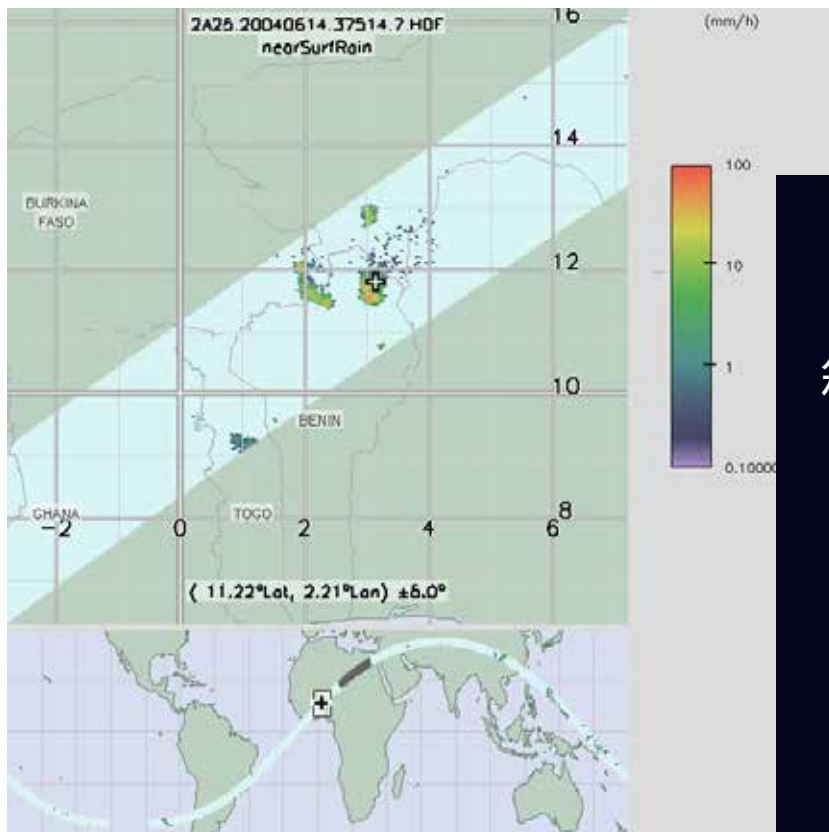 2A25.20040614.37514.7.HDF
nearSurfRain
(mm/h)
16
14
12
10
8
100
10
1
0.10000
BURKINA
FASO
BENIN
GHANA
TOGO
-2
0
2
4
6
( 11.22°Lat, 2.21°Lon) ±5.0°